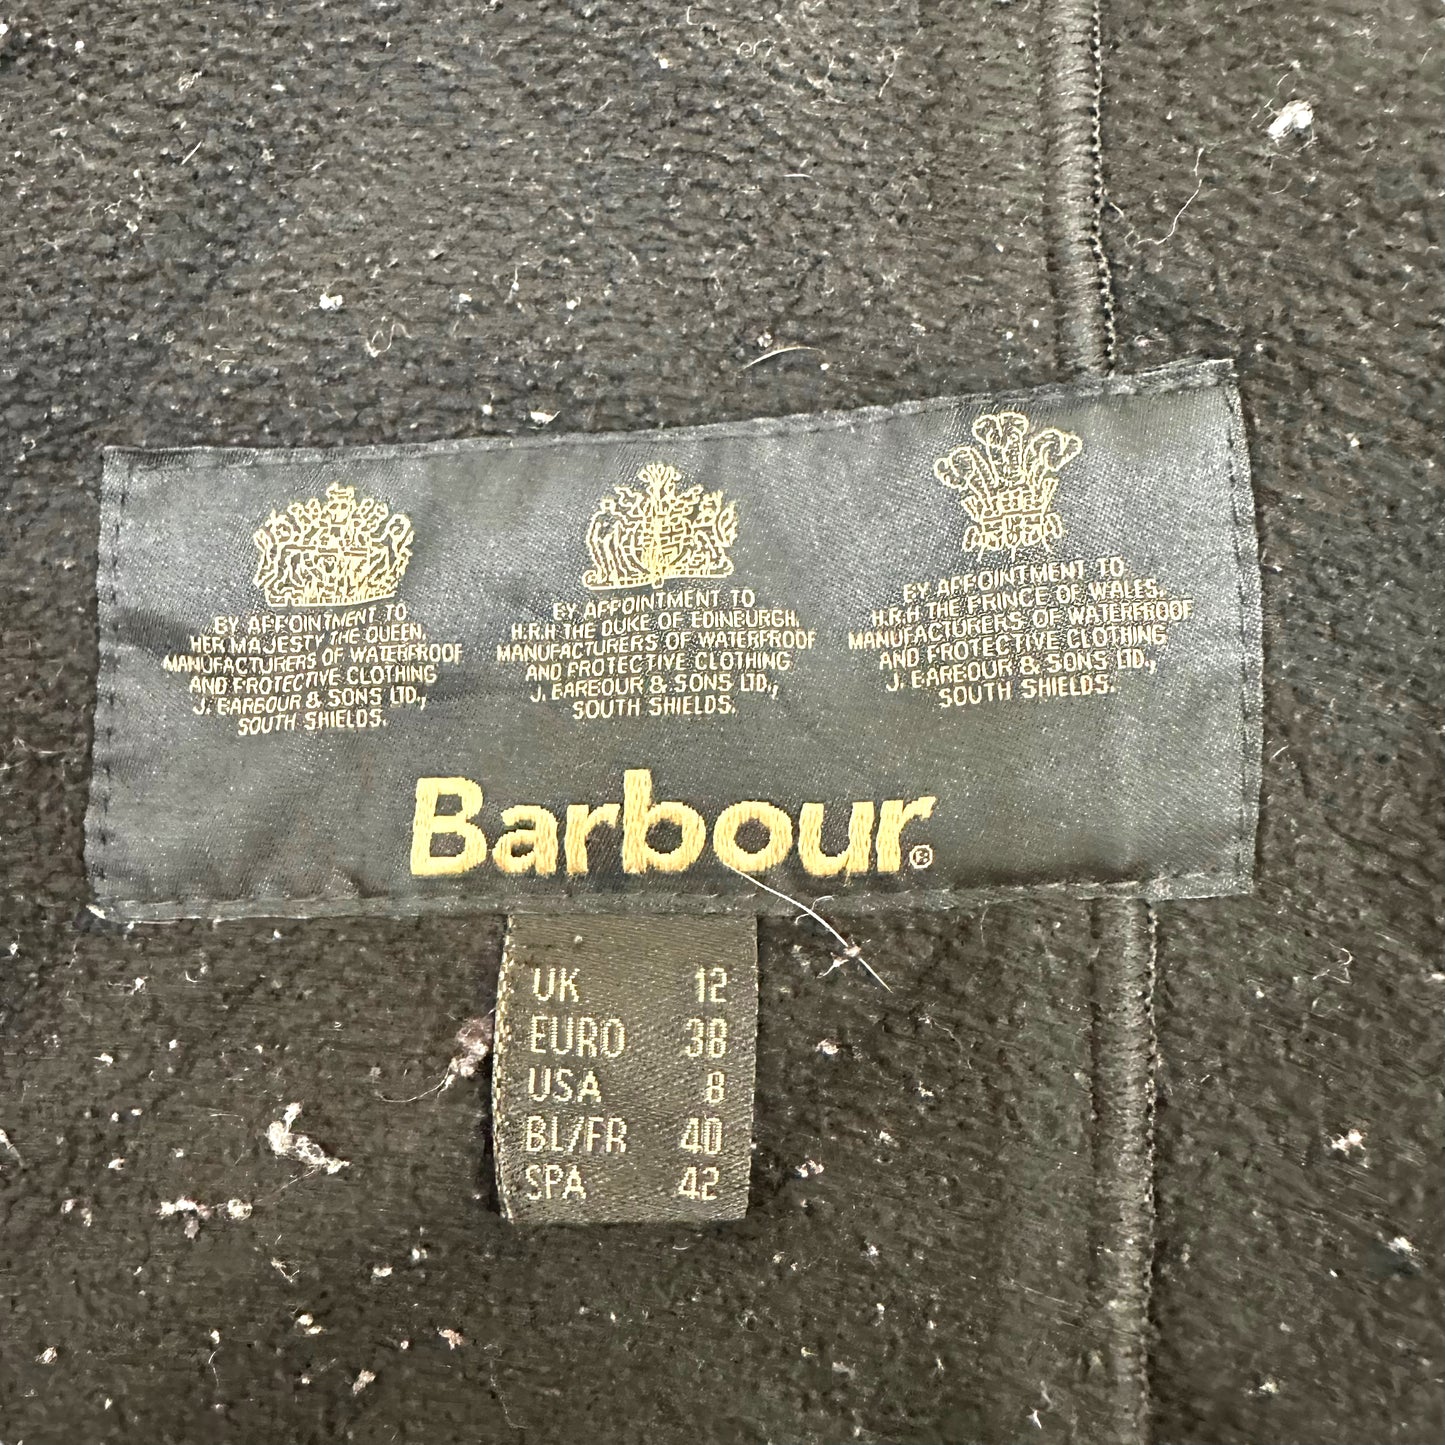 BY APPOINTMENT TO
HER MAJESTY THE QUEEN,
MANUFACTURERS OF WATERPROOF
AND PROTECTIVE CLOTHING
J. BARBOUR & SONS LTD.,
SOUTH SHIELDS.
BY APPOINTMENT TO
H.R.H THE DUKE OF EDINBURGH,
MANUFACTURERS OF WATERPROOF
AND PROTECTIVE CLOTHING
J. BARBOUR & SONS LTD.,
SOUTH SHIELDS.
BY APPOINTMENT TO
H.R.H THE PRINCE OF WALES,
MANUFACTURERS OF WATERPROOF
AND PROTECTIVE CLOTHING
J. BARBOUR & SONS LTD.,
SOUTH SHIELDS.
Barbour®
UK 12
EURO 38
USA 8
BL/FR 40
SPA 42